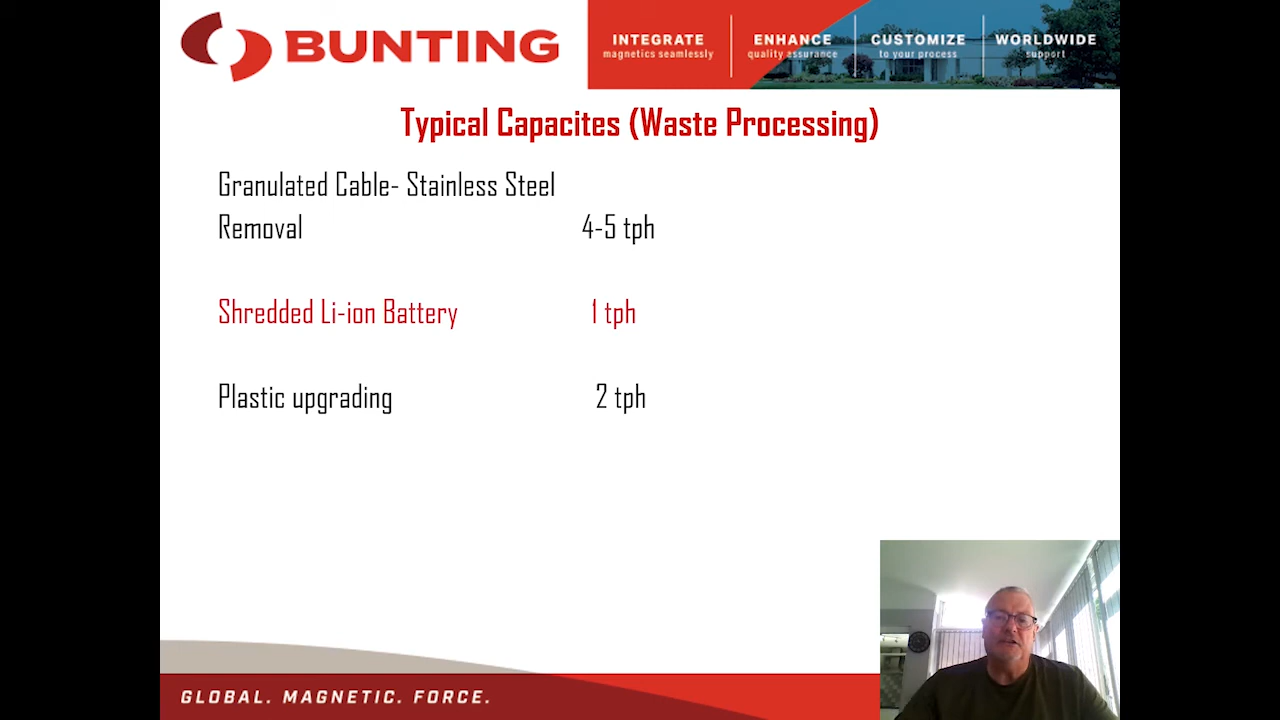 BUNTING
INTEGRATE
magnetics seamlessly
ENHANCE
quality assurance
CUSTOMIZE
to your process
WORLDWIDE
support
Typical Capacites (Waste Processing)
Granulated Cable- Stainless Steel
Removal 4-5 tph
Shredded Li-ion Battery 1 tph
Plastic upgrading 2 tph
GLOBAL. MAGNETIC. FORCE.